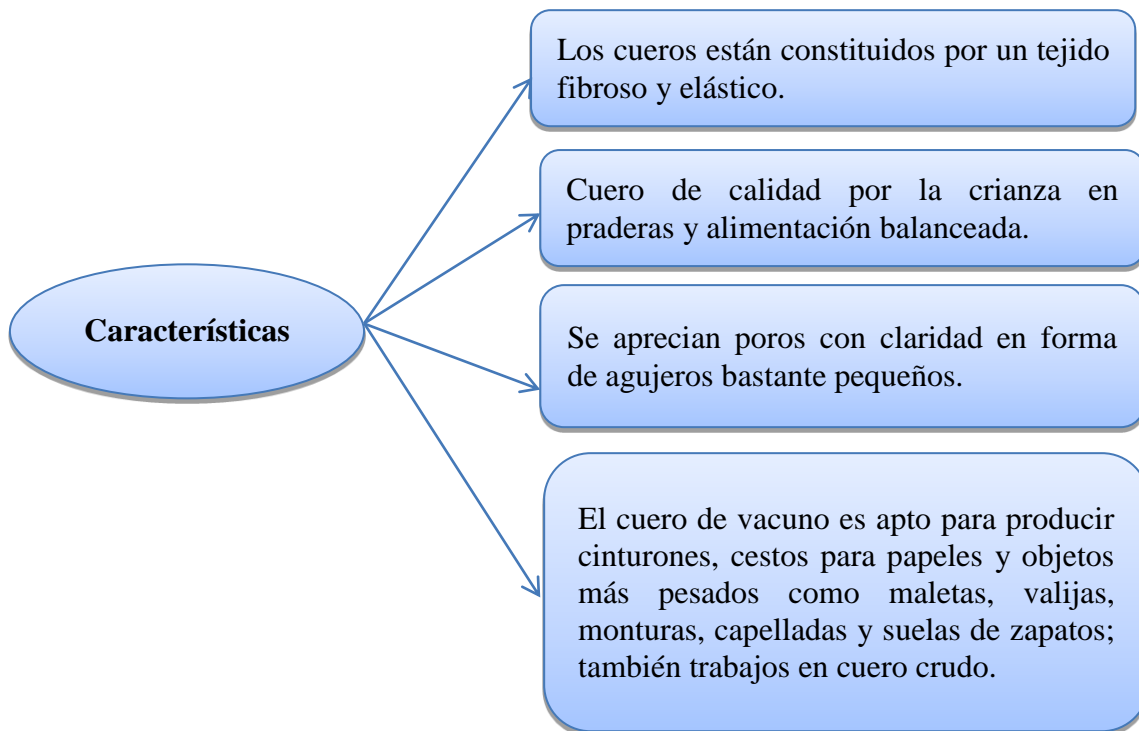 Características
Los cueros están constituidos por un tejido
fibroso y elástico.
Cuero de calidad por la crianza en
praderas y alimentación balanceada.
Se aprecian poros con claridad en forma
de agujeros bastante pequeños.
El cuero de vacuno es apto para producir
cinturones, cestos para papeles y objetos
más pesados como maletas, valijas,
monturas, capelladas y suelas de zapatos;
también trabajos en cuero crudo.